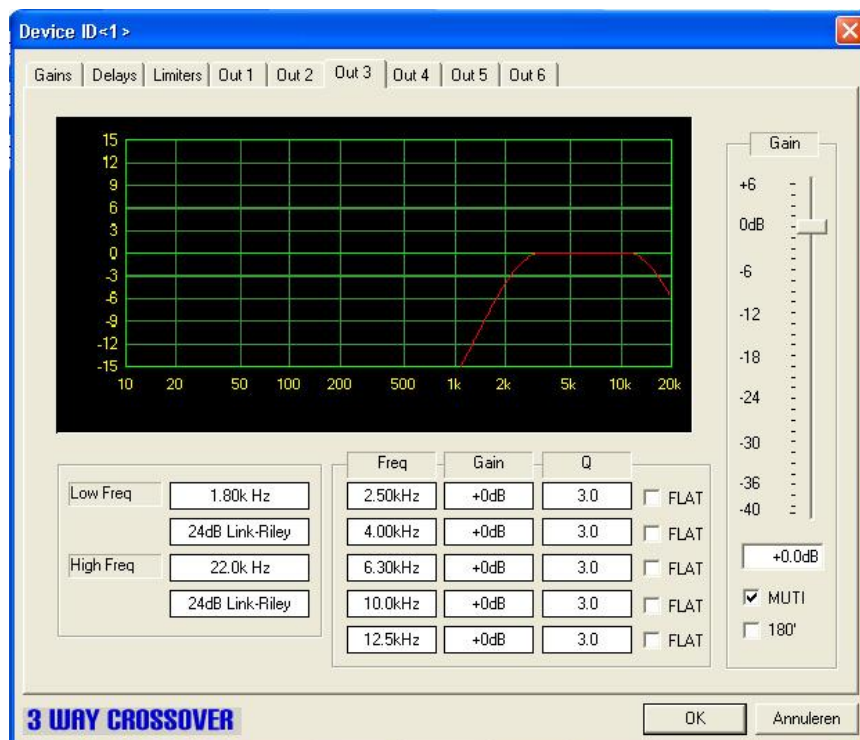 Device ID<1>
Gains Delays Limiters Out 1 Out 2 Out 3 Out 4 Out 5 Out 6
15
12
9
6
3
0
-3
-6
-9
-12
-15
10 20 50 100 200 500 1k 2k 5k 10k 20k
Gain
+6
0dB
-6
-12
-18
-24
-30
-36
-40
+0.0dB
MUTI
180'
Low Freq 1.80k Hz
24dB Link-Riley
High Freq 22.0k Hz
24dB Link-Riley
Freq Gain Q
2.50kHz +0dB 3.0 FLAT
4.00kHz +0dB 3.0 FLAT
6.30kHz +0dB 3.0 FLAT
10.0kHz +0dB 3.0 FLAT
12.5kHz +0dB 3.0 FLAT
3 WAY CROSSOVER
OK Annuleren